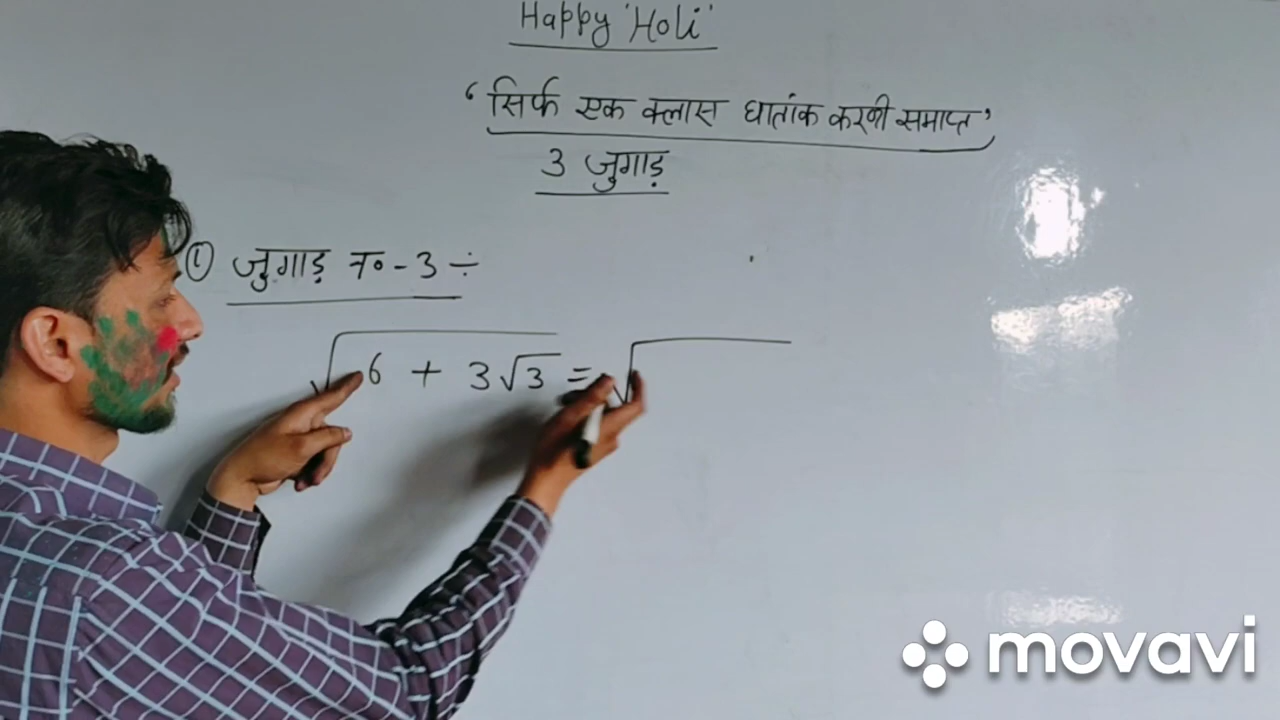 Happy 'Holi'
‘सिर्फ एक क्लास घातांक करणी समाप्त’
3 जुगाड़
① जुगाड़ न०-3 ÷
√6 + 3√3 = √
movavi